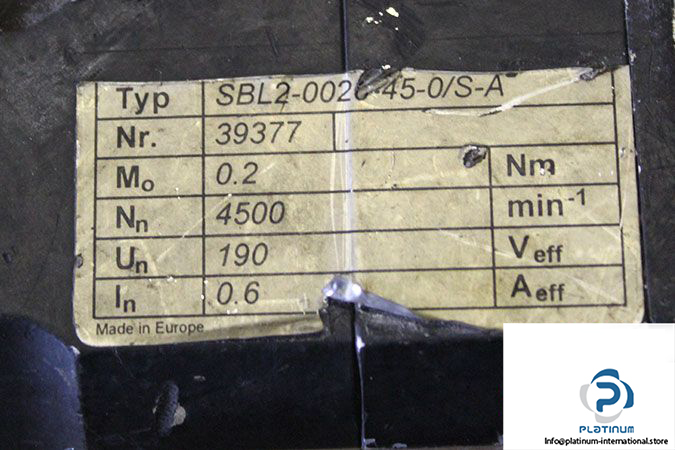 Typ SBL2-0020-45-0/S-A
Nr. 39377
Mo 0.2 Nm
Nn 4500 min-1
Un 190 Veff
In 0.6 Aeff
Made in Europe
PLATINUM
Info@platinum-international.store